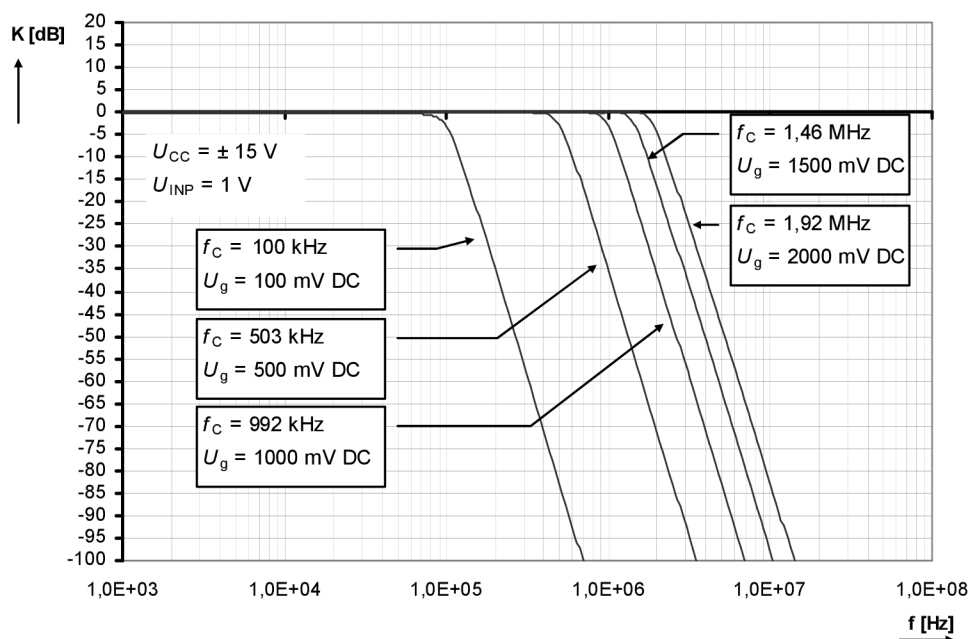 K [dB]
20
15
10
5
0
-5
-10
-15
-20
-25
-30
-35
-40
-45
-50
-55
-60
-65
-70
-75
-80
-85
-90
-95
-100
UCC = ± 15 V
UINP = 1 V
fC = 1,46 MHz
Ug = 1500 mV DC
fC = 1,92 MHz
Ug = 2000 mV DC
fC = 100 kHz
Ug = 100 mV DC
fC = 503 kHz
Ug = 500 mV DC
fC = 992 kHz
Ug = 1000 mV DC
1,0E+03 1,0E+04 1,0E+05 1,0E+06 1,0E+07 1,0E+08
f [Hz]